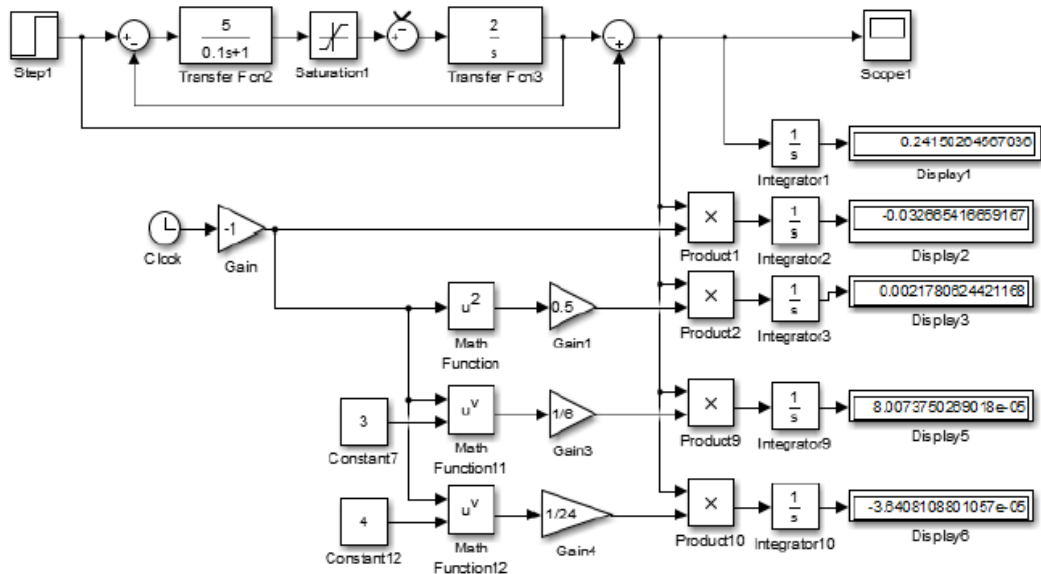 5
0.1s+1
2
s
Step1
Transfer Fcn2
Saturation1
Transfer Fcn3
Scope1
1
s
0.24150264567036
Integrator1
Display1
-1
1
s
-0.032665416659167
Clock
Gain
Product1
Integrator2
Display2
u2
0.5
1
s
0.0021780624421168
Math
Function
Gain1
Product2
Integrator3
Display3
3
uv
1/6
1
s
8.0073750269018e-05
Constant7
Math
Function11
Gain3
Product9
Integrator9
Display5
4
uv
1/24
1
s
-3.6408108801057e-05
Constant12
Math
Function12
Gain4
Product10
Integrator10
Display6